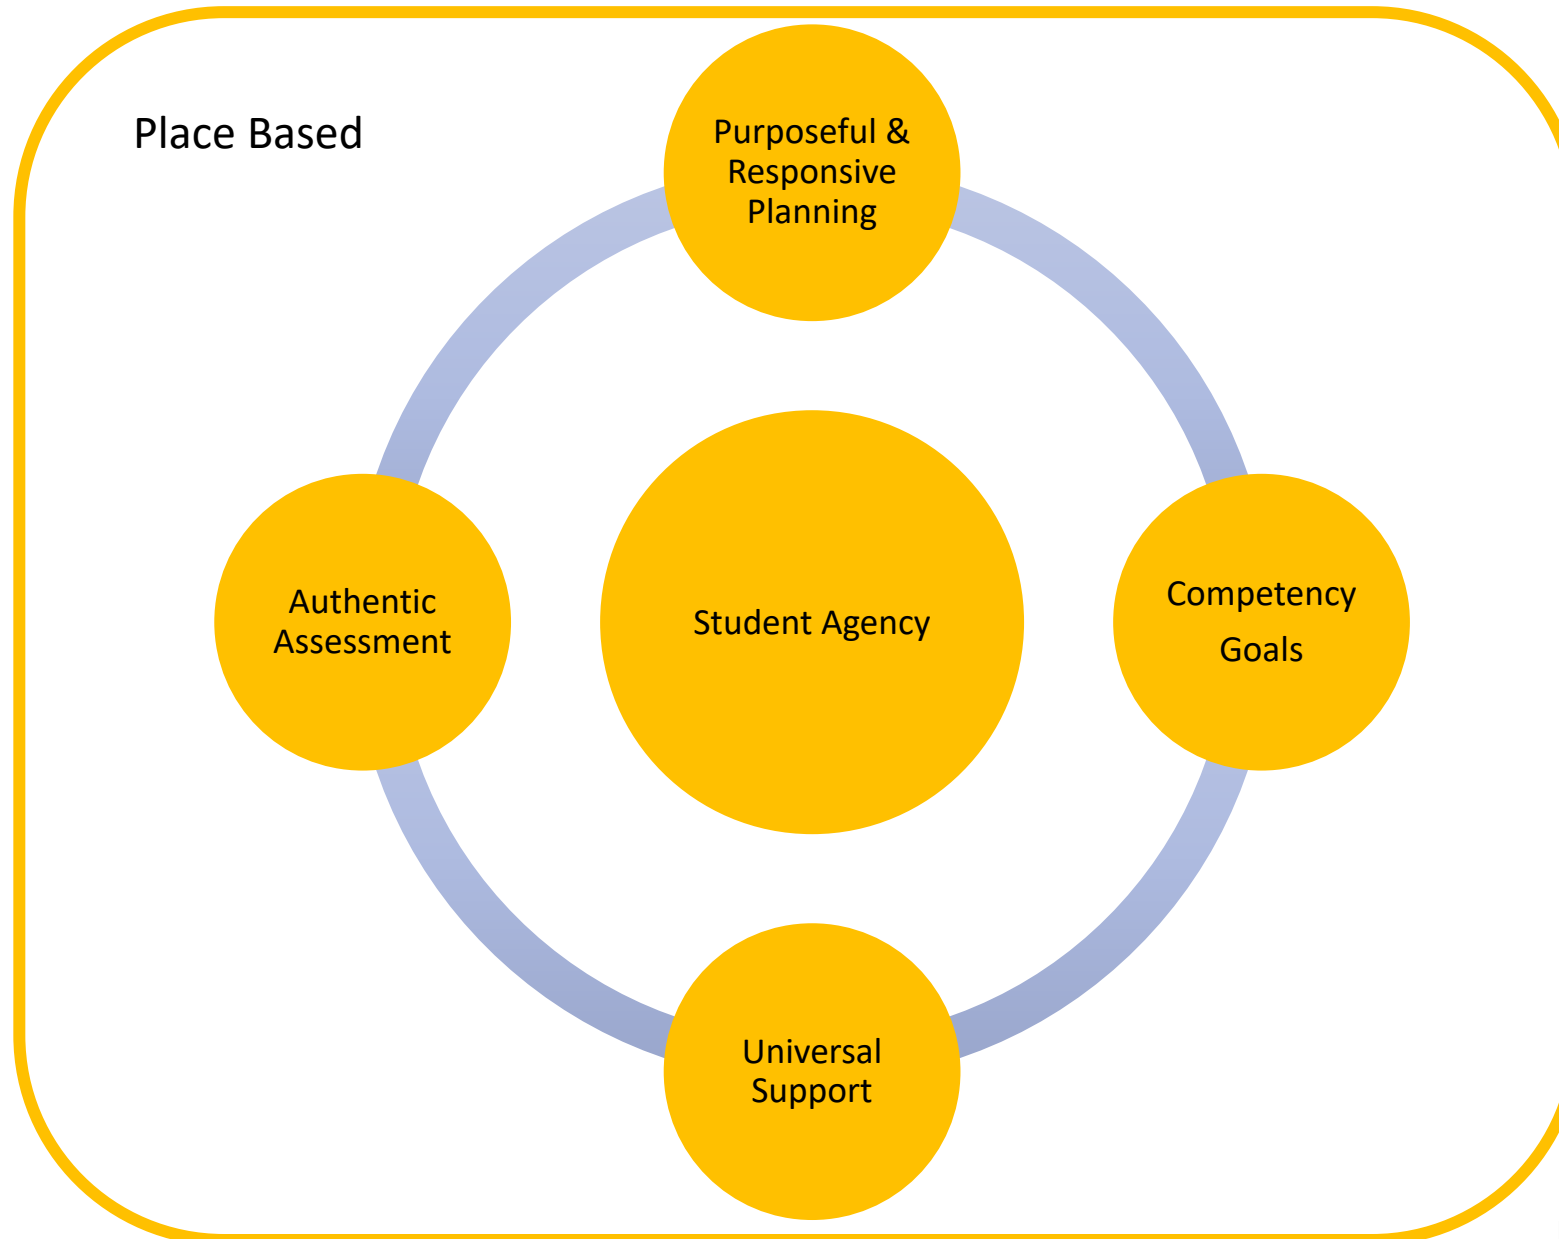 Place Based
Purposeful &
Responsive
Planning
Authentic
Assessment
Student Agency
Competency
Goals
Universal
Support